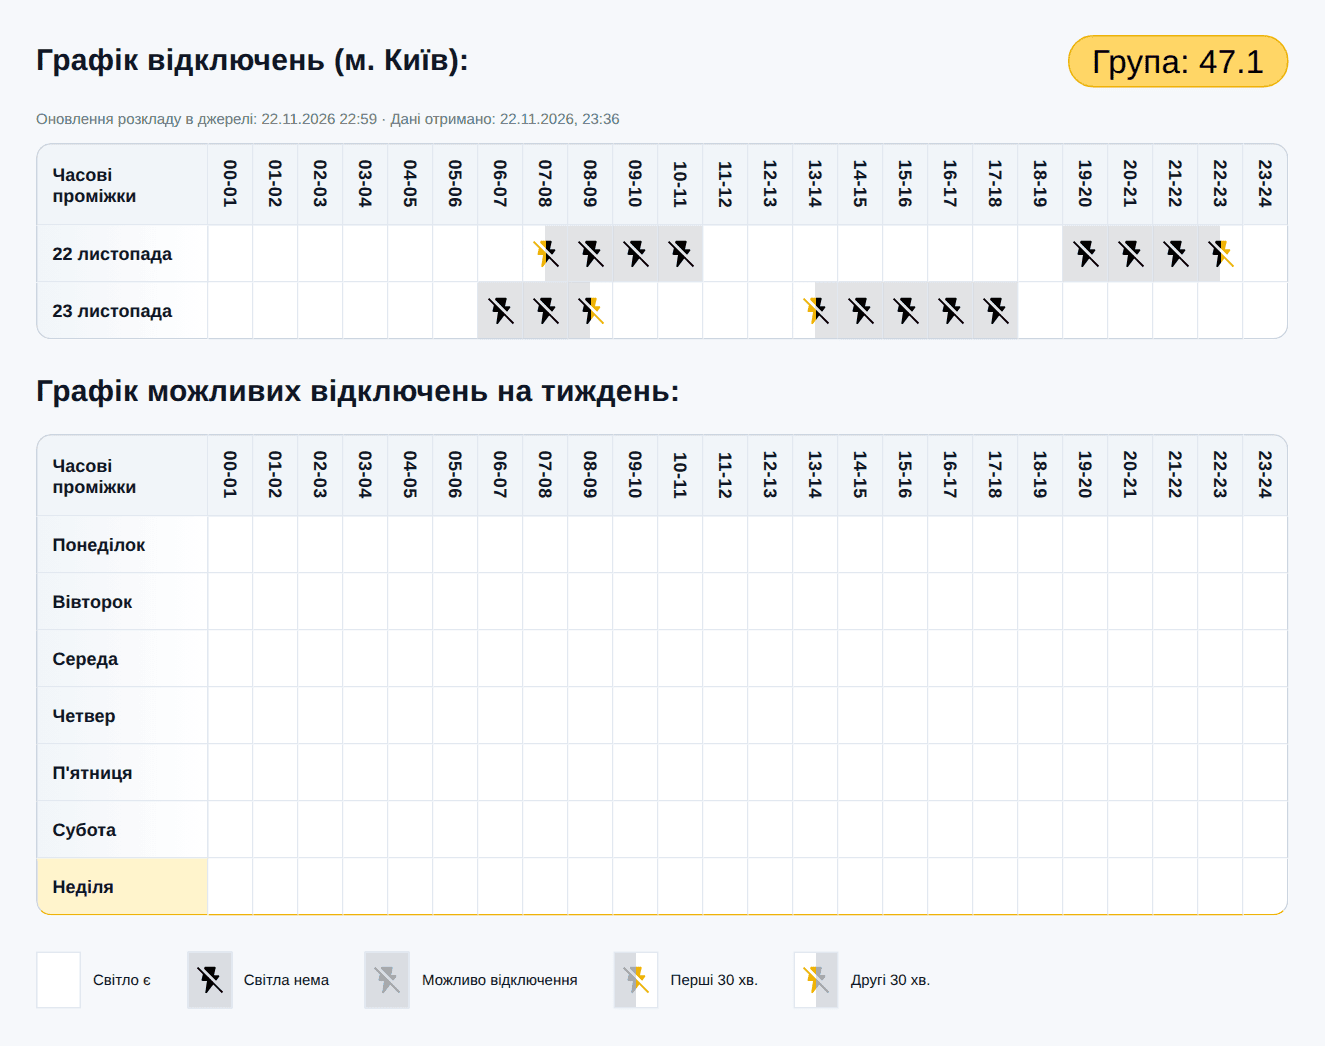 Графік відключень (м. Київ):
Група: 47.1
Оновлення розкладу в джерелі: 22.11.2026 22:59 · Дані отримано: 22.11.2026, 23:36
Часові проміжки 00-01 01-02 02-03 03-04 04-05 05-06 06-07 07-08 08-09 09-10 10-11 11-12 12-13 13-14 14-15 15-16 16-17 17-18 18-19 19-20 20-21 21-22 22-23 23-24
22 листопада
23 листопада
Графік можливих відключень на тиждень:
Часові проміжки 00-01 01-02 02-03 03-04 04-05 05-06 06-07 07-08 08-09 09-10 10-11 11-12 12-13 13-14 14-15 15-16 16-17 17-18 18-19 19-20 20-21 21-22 22-23 23-24
Понеділок
Вівторок
Середа
Четвер
П'ятниця
Субота
Неділя
Світло є Світла нема Можливо відключення Перші 30 хв. Другі 30 хв.